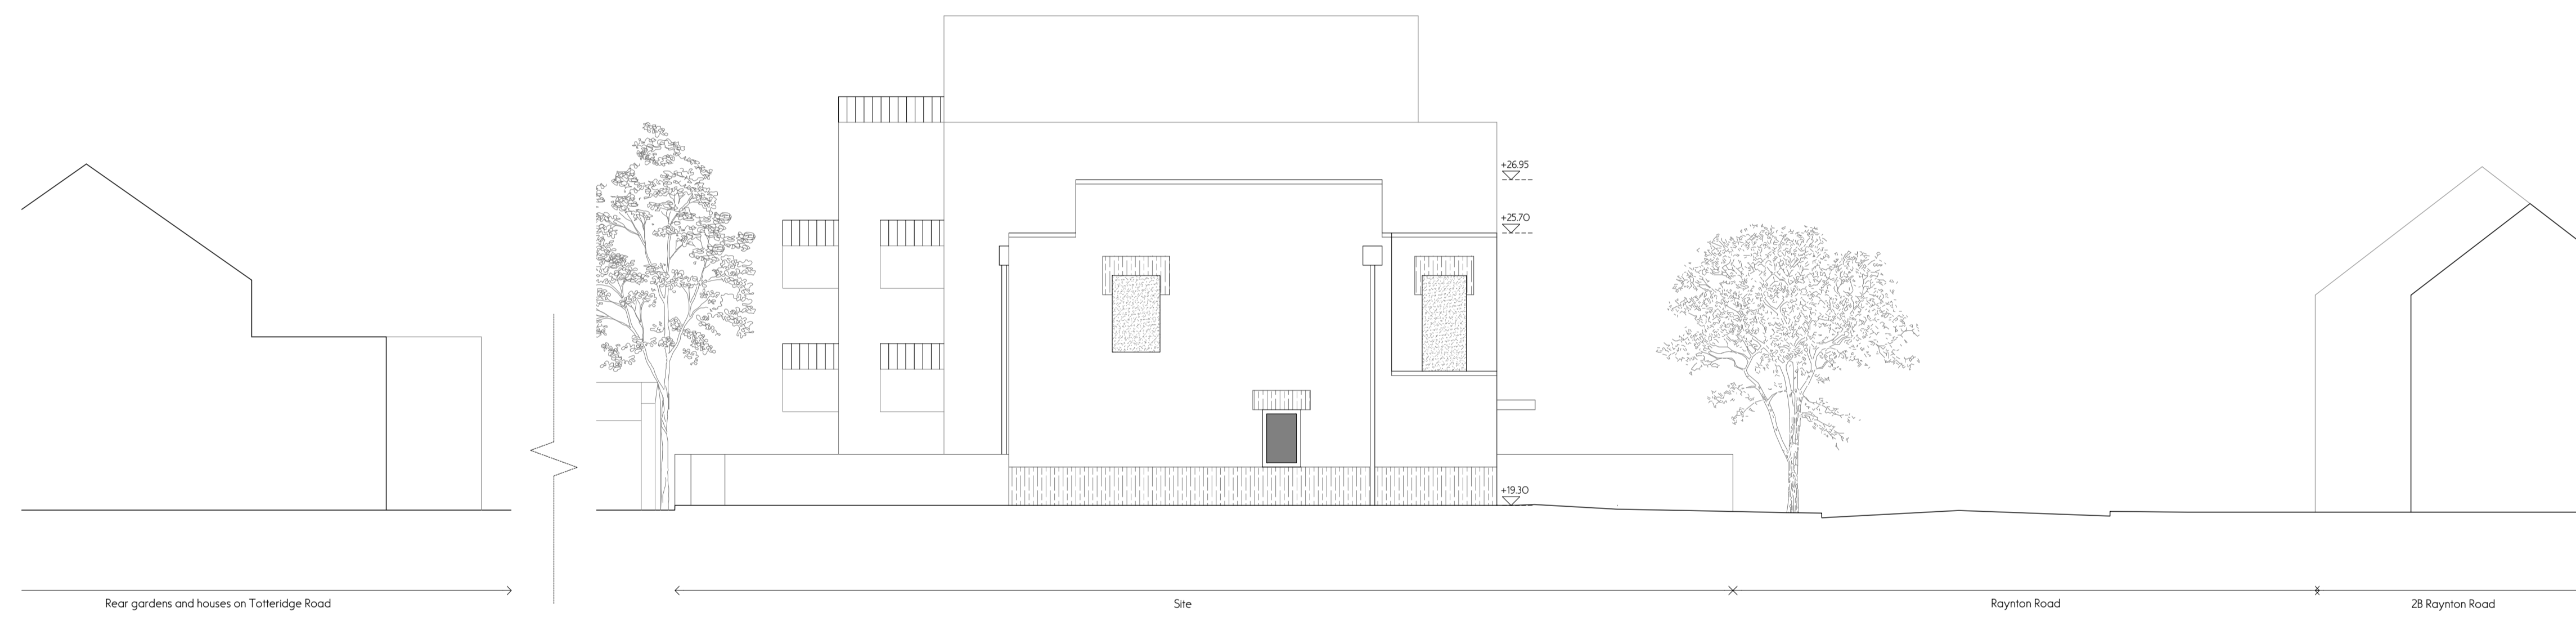 +26.95
+25.70
+19.30
Rear gardens and houses on Totteridge Road
Site
Raynton Road
2B Raynton Road